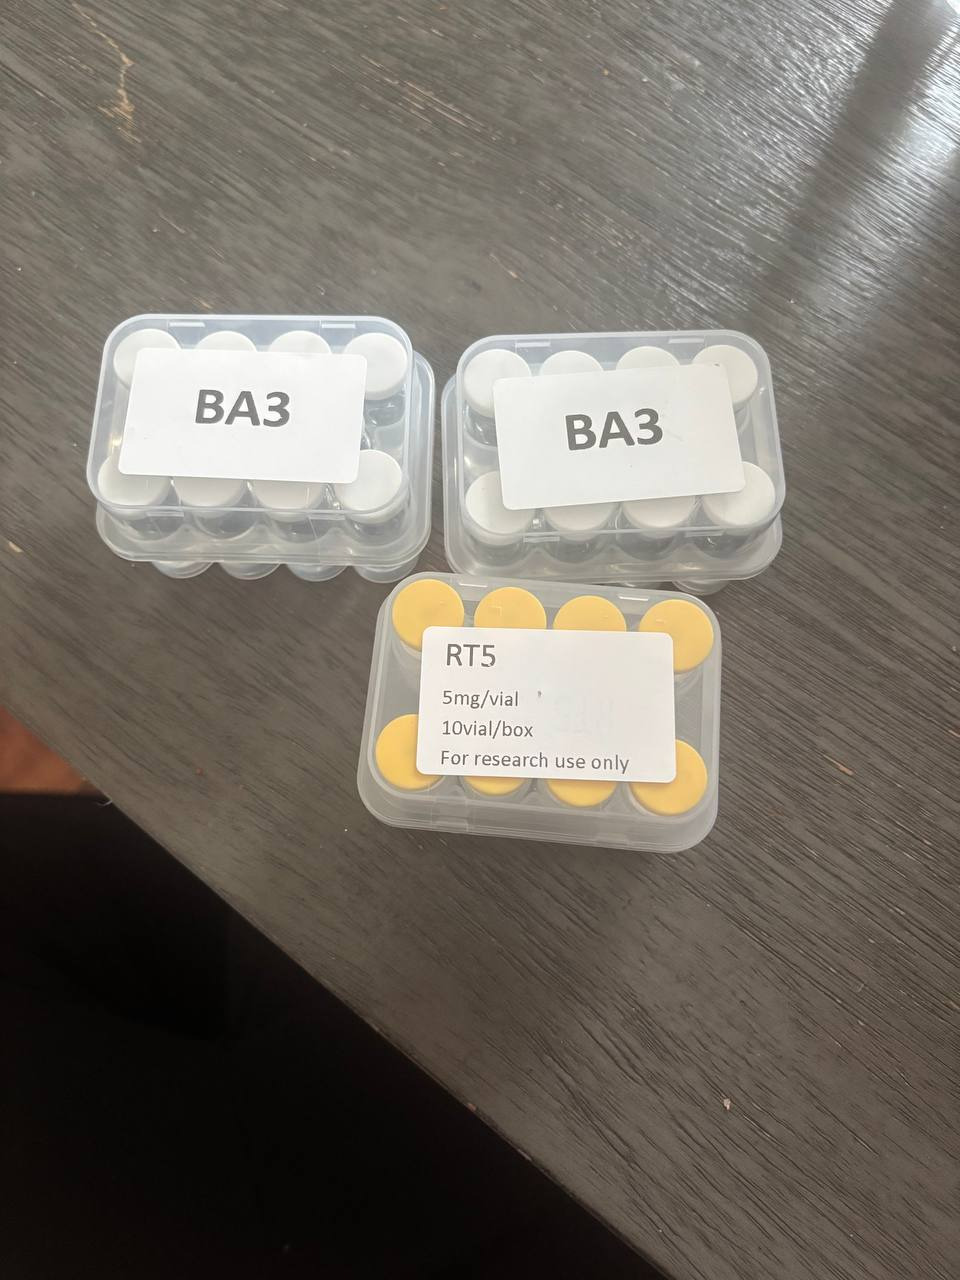 BA3
BA3
RT5
5mg/vial
10vial/box
For research use only